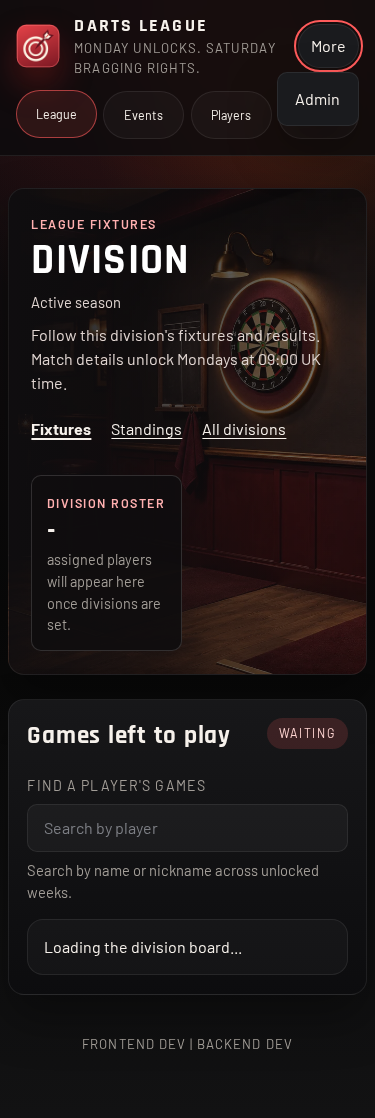 DARTS LEAGUE
MONDAY UNLOCKS. SATURDAY
BRAGGING RIGHTS.
More
Admin
League
Events
Players
LEAGUE FIXTURES
DIVISION
Active season
Follow this division's fixtures and results.
Match details unlock Mondays at 09:00 UK
time.
Fixtures Standings All divisions
DIVISION ROSTER
-
assigned players
will appear here
once divisions are
set.
Games left to play
WAITING
FIND A PLAYER'S GAMES
Search by player
Search by name or nickname across unlocked
weeks.
Loading the division board...
FRONTEND DEV | BACKEND DEV